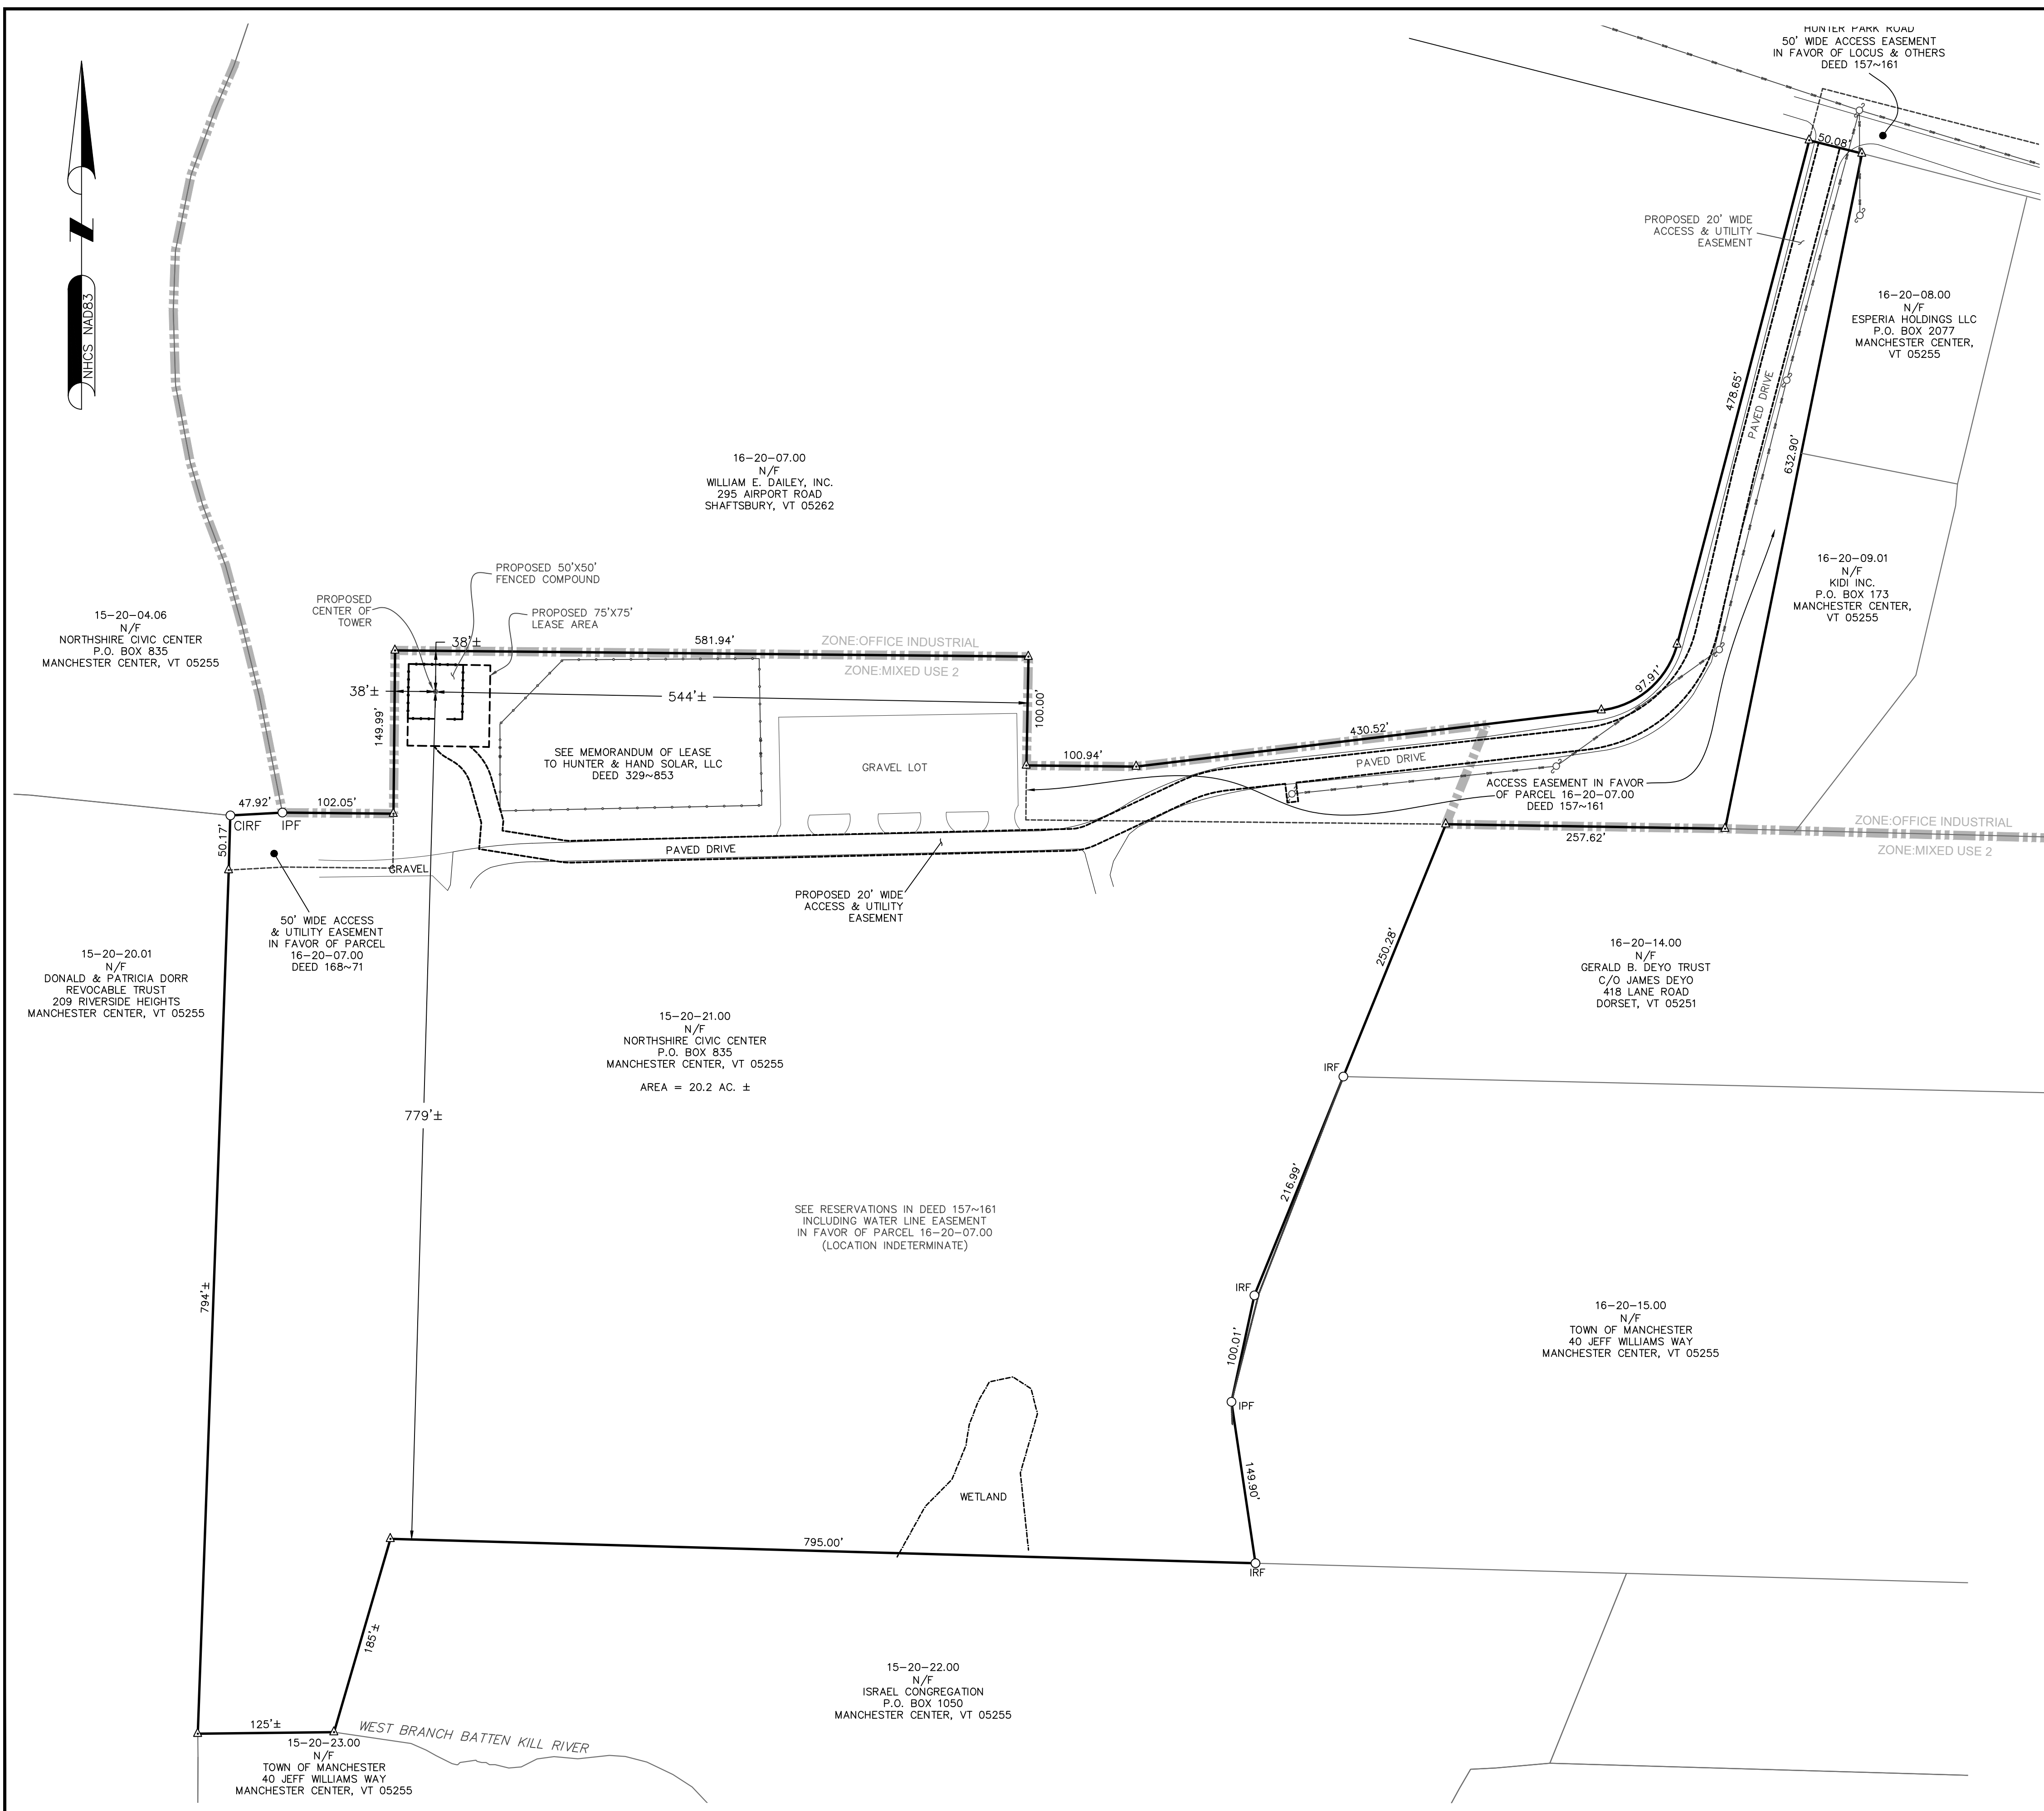 HUNTER PARK ROAD
50' WIDE ACCESS EASEMENT
IN FAVOR OF LOCUS & OTHERS
DEED 157~161
N
NHCS NAD83
50.08'
PROPOSED 20' WIDE
ACCESS & UTILITY
EASEMENT
16-20-08.00
N/F
ESPERIA HOLDINGS LLC
P.O. BOX 2077
MANCHESTER CENTER,
VT 05255
478.65'
PAVED DRIVE
632.90'
16-20-07.00
N/F
WILLIAM E. DAILEY, INC.
295 AIRPORT ROAD
SHAFTSBURY, VT 05262
16-20-09.01
N/F
KIDI INC.
P.O. BOX 173
MANCHESTER CENTER,
VT 05255
PROPOSED 50'X50'
FENCED COMPOUND
PROPOSED
CENTER OF
TOWER
PROPOSED 75'X75'
LEASE AREA
15-20-04.06
N/F
NORTHSHIRE CIVIC CENTER
P.O. BOX 835
MANCHESTER CENTER, VT 05255
38'±
581.94'
ZONE:OFFICE INDUSTRIAL
ZONE:MIXED USE 2
38'±
544'±
149.99'
100.00'
97.91'
430.52'
100.94'
SEE MEMORANDUM OF LEASE
TO HUNTER & HAND SOLAR, LLC
DEED 329~853
GRAVEL LOT
PAVED DRIVE
ACCESS EASEMENT IN FAVOR
OF PARCEL 16-20-07.00
DEED 157~161
47.92'
102.05'
CIRF
IPF
50.17'
257.62'
ZONE:OFFICE INDUSTRIAL
ZONE:MIXED USE 2
PAVED DRIVE
GRAVEL
PROPOSED 20' WIDE
ACCESS & UTILITY
EASEMENT
50' WIDE ACCESS
& UTILITY EASEMENT
IN FAVOR OF PARCEL
16-20-07.00
DEED 168~71
15-20-20.01
N/F
DONALD & PATRICIA DORR
REVOCABLE TRUST
209 RIVERSIDE HEIGHTS
MANCHESTER CENTER, VT 05255
250.28'
16-20-14.00
N/F
GERALD B. DEYO TRUST
C/O JAMES DEYO
418 LANE ROAD
DORSET, VT 05251
15-20-21.00
N/F
NORTHSHIRE CIVIC CENTER
P.O. BOX 835
MANCHESTER CENTER, VT 05255
AREA = 20.2 AC. ±
IRF
779'±
216.99'
SEE RESERVATIONS IN DEED 157~161
INCLUDING WATER LINE EASEMENT
IN FAVOR OF PARCEL 16-20-07.00
(LOCATION INDETERMINATE)
794'±
IRF
100.01'
16-20-15.00
N/F
TOWN OF MANCHESTER
40 JEFF WILLIAMS WAY
MANCHESTER CENTER, VT 05255
IPF
149.90'
WETLAND
795.00'
IRF
185'±
15-20-22.00
N/F
ISRAEL CONGREGATION
P.O. BOX 1050
MANCHESTER CENTER, VT 05255
125'±
WEST BRANCH BATTEN KILL RIVER
15-20-23.00
N/F
TOWN OF MANCHESTER
40 JEFF WILLIAMS WAY
MANCHESTER CENTER, VT 05255